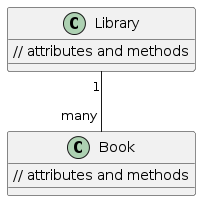 C Library
// attributes and methods
1
many
C Book
// attributes and methods